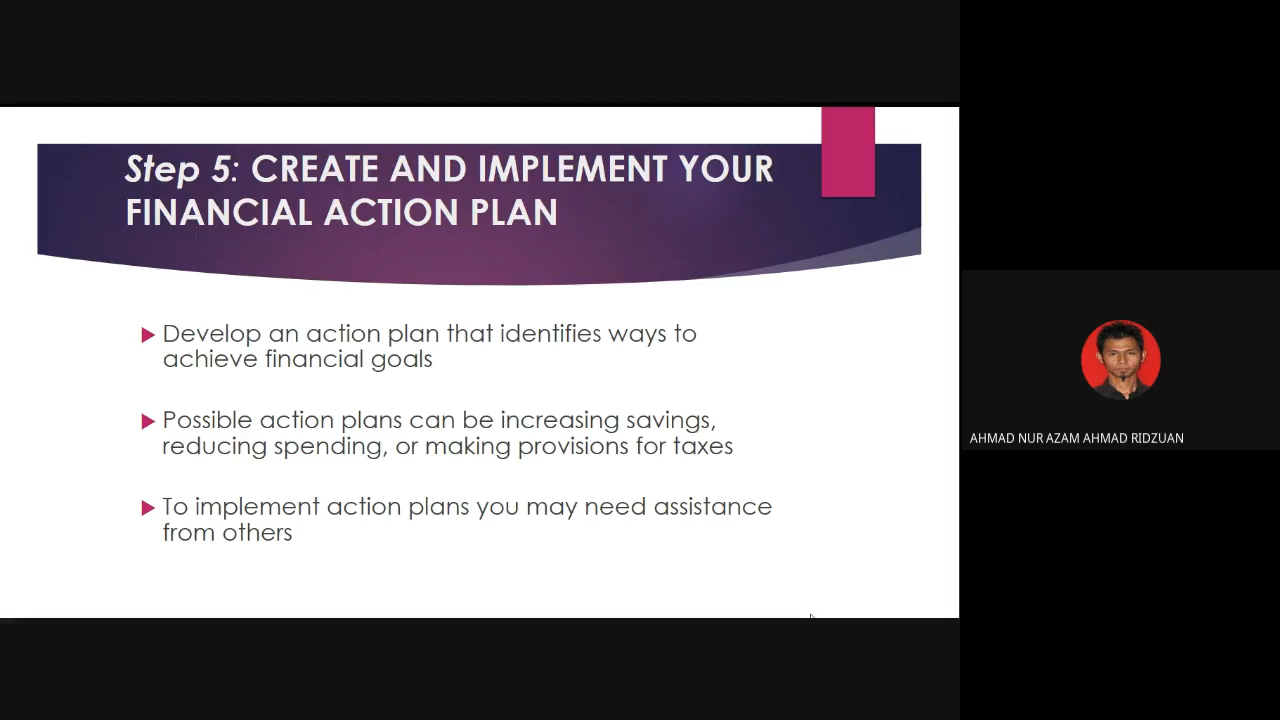 Step 5: CREATE AND IMPLEMENT YOUR
FINANCIAL ACTION PLAN
Develop an action plan that identifies ways to
achieve financial goals
Possible action plans can be increasing savings,
reducing spending, or making provisions for taxes
To implement action plans you may need assistance
from others
AHMAD NUR AZAM AHMAD RIDZUAN